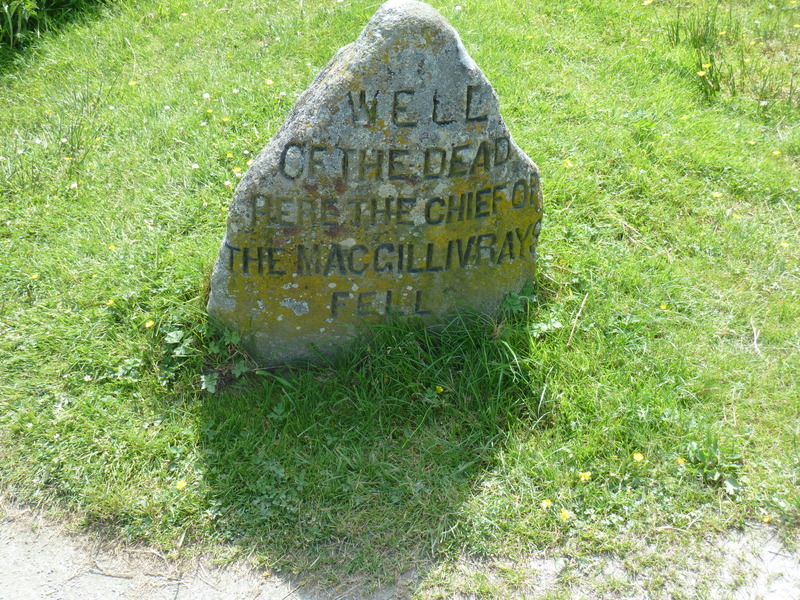 WELL
OF THE DEAD
HERE THE CHIEF OF
THE MACGILLIVRAYS
FELL